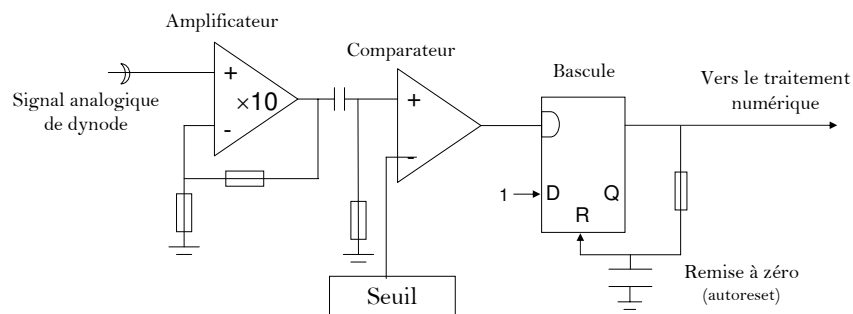 Amplificateur
Comparateur
Bascule
Vers le traitement
numérique
Signal analogique
de dynode
+
×10
-
+
-
1
D
Q
R
Seuil
Remise à zéro
(autoreset)